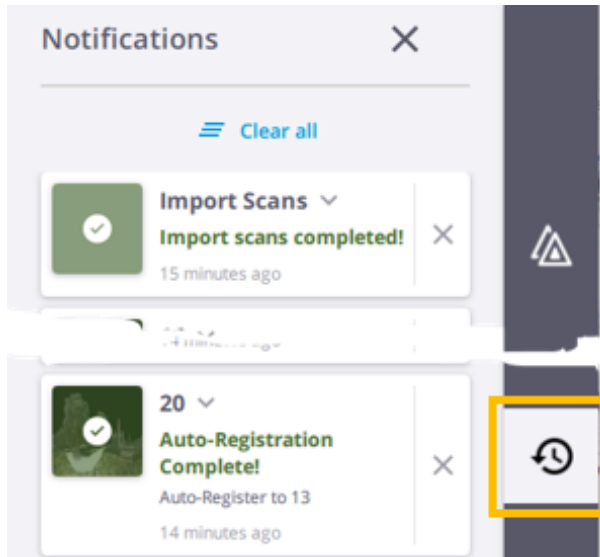 Notifications
Clear all
Import Scans
Import scans completed!
15 minutes ago
20
Auto-Registration
Complete!
Auto-Register to 13
14 minutes ago